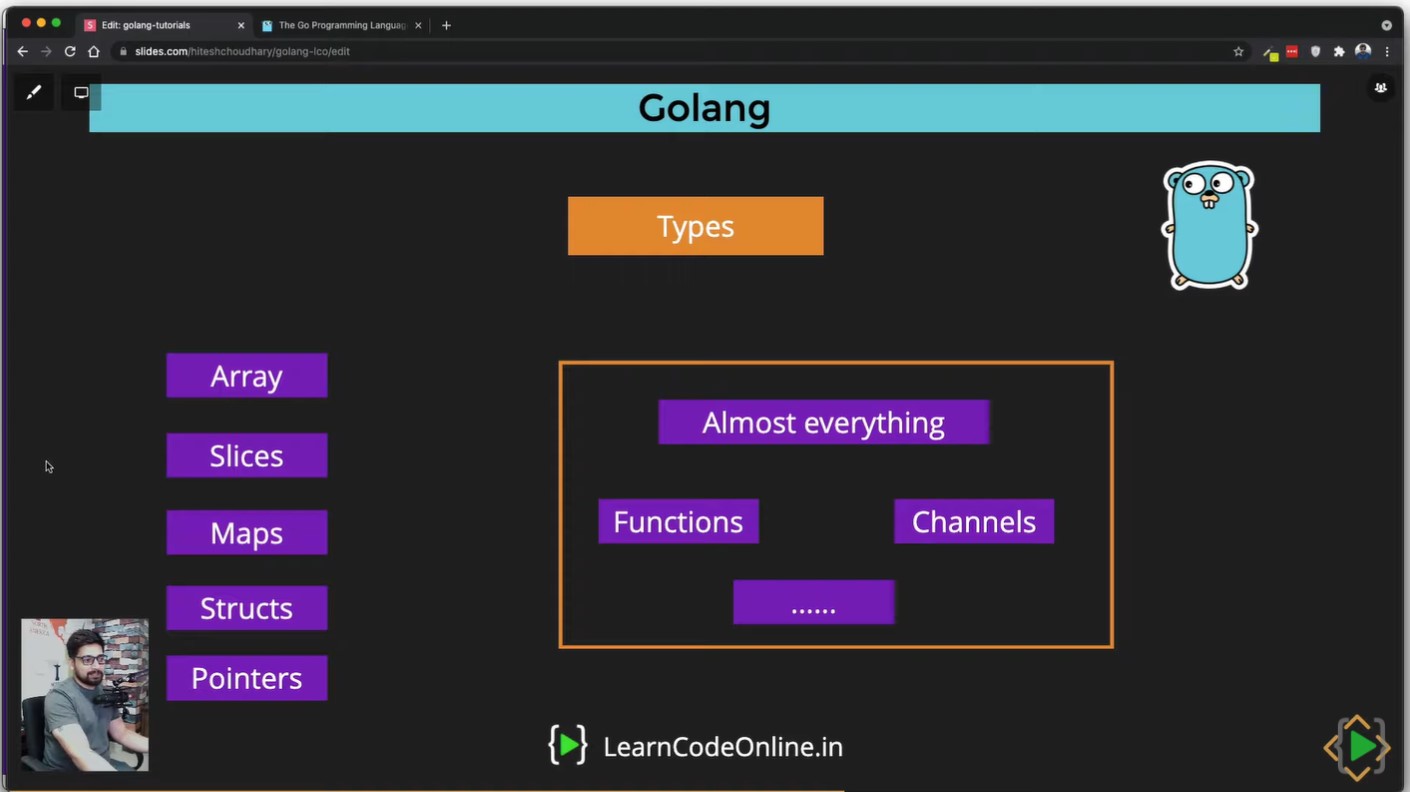 Edit: golang-tutorials
The Go Programming Languag
slides.com/hiteshchoudhary/golang-lco/edit
Golang
Types
Array
Slices
Maps
Structs
Pointers
Almost everything
Functions
Channels
......
LearnCodeOnline.in